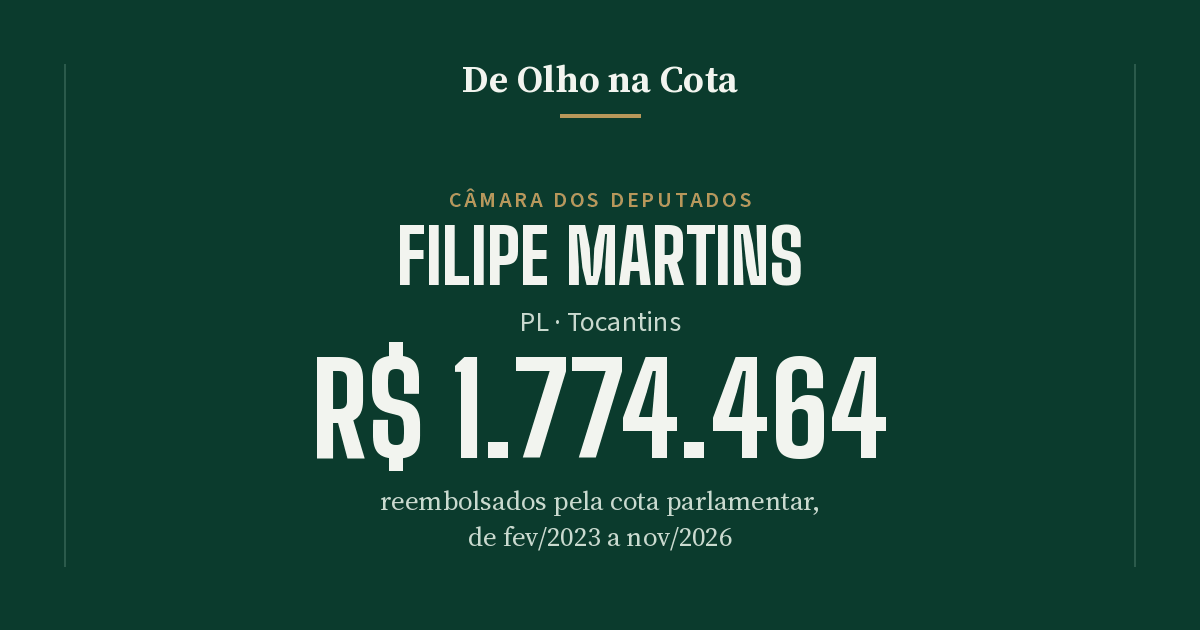 De Olho na Cota
CÂMARA DOS DEPUTADOS
FILIPE MARTINS
PL · Tocantins
R$ 1.774.464
reembolsados pela cota parlamentar,
de fev/2023 a nov/2026